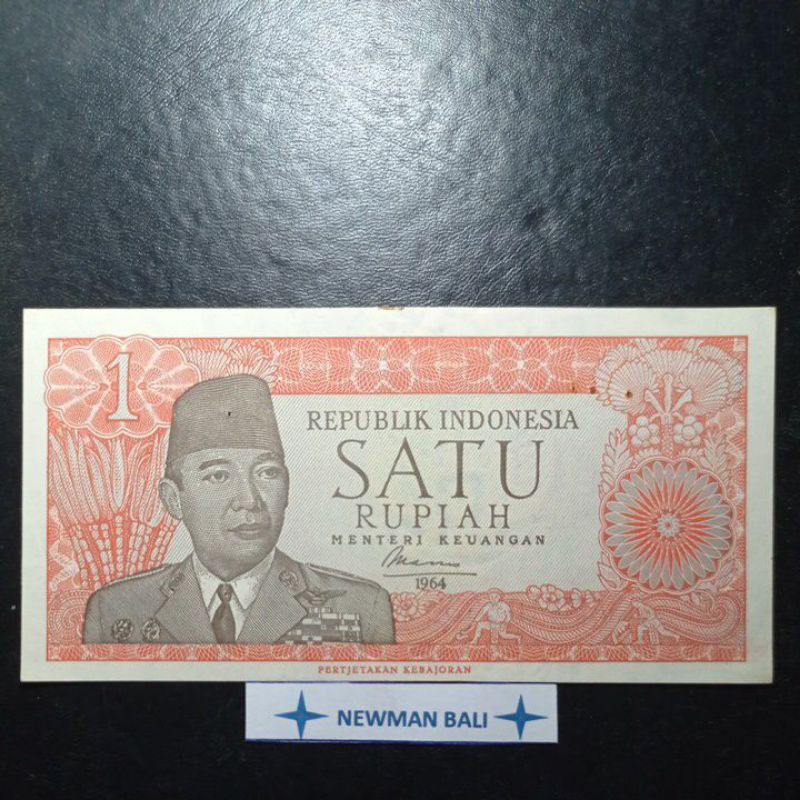 1
REPUBLIK INDONESIA
SATU
RUPIAH
MENTERI KEUANGAN
1964
PERTJETAKAN KEBAJORAN
NEWMAN BALI